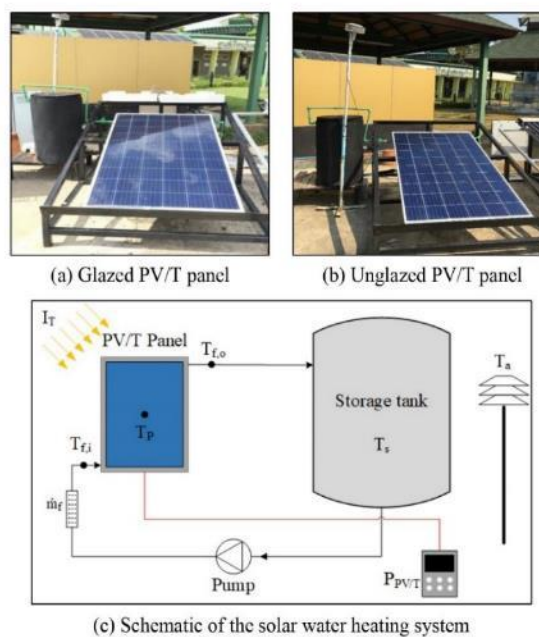 (a) Glazed PV/T panel
(b) Unglazed PV/T panel
I_T
PV/T Panel
T_f,o
T_a
Storage tank
T_P
T_s
T_f,i
ṁ_f
Pump
P_PV/T
(c) Schematic of the solar water heating system